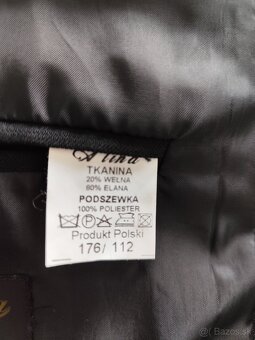 TKANINA
20% WEŁNA
80% ELANA
PODSZEWKA
100% POLIESTER
Produkt Polski
176/ 112
Bazos.sk